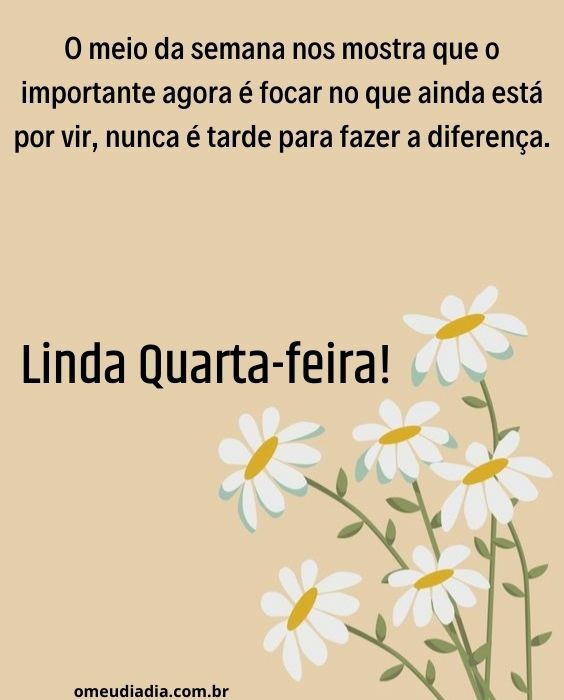 O meio da semana nos mostra que o
importante agora é focar no que ainda está
por vir, nunca é tarde para fazer a diferença.
Linda Quarta-feira!
omeudiadia.com.br